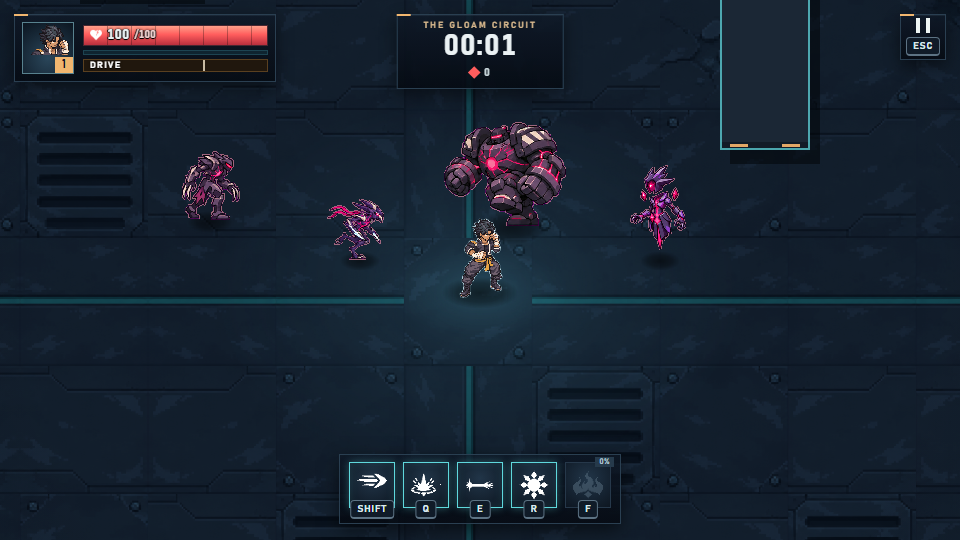 100 /100
1
DRIVE
THE GLOAM CIRCUIT
00:01
0
ESC
0%
SHIFT
Q
E
R
F